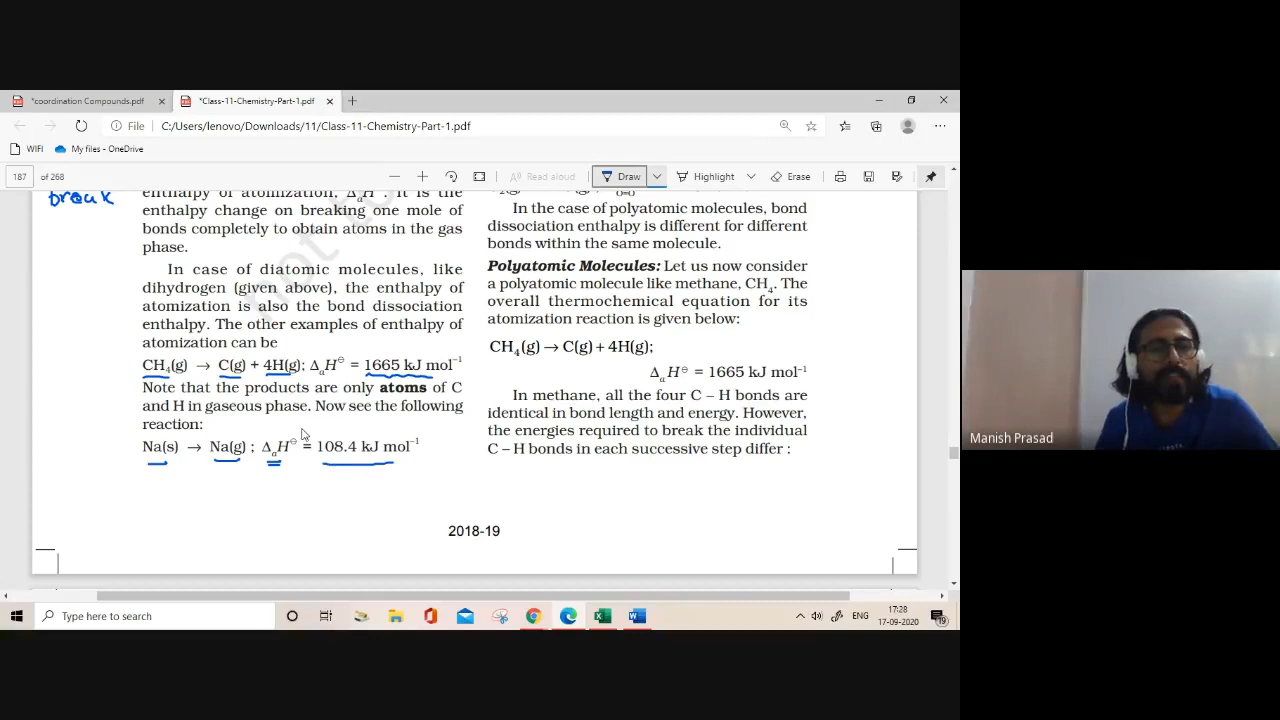 *coordination Compounds.pdf
*Class-11-Chemistry-Part-1.pdf
File C:/Users/lenovo/Downloads/11/Class-11-Chemistry-Part-1.pdf
WIFI My files - OneDrive
187 of 268
Draw
Read aloud
Highlight
Erase
break
enthalpy of atomization, ΔaH⊖. It is the
enthalpy change on breaking one mole of
bonds completely to obtain atoms in the gas
phase.
In case of diatomic molecules, like
dihydrogen (given above), the enthalpy of
atomization is also the bond dissociation
enthalpy. The other examples of enthalpy of
atomization can be
CH₄(g) → C(g) + 4H(g); ΔaH⊖ = 1665 kJ mol⁻¹
Note that the products are only atoms of C
and H in gaseous phase. Now see the following
reaction:
Na(s) → Na(g) ; ΔaH⊖ = 108.4 kJ mol⁻¹
In the case of polyatomic molecules, bond
dissociation enthalpy is different for different
bonds within the same molecule.
Polyatomic Molecules: Let us now consider
a polyatomic molecule like methane, CH₄. The
overall thermochemical equation for its
atomization reaction is given below:
CH₄(g) → C(g) + 4H(g);
ΔaH⊖ = 1665 kJ mol⁻¹
In methane, all the four C – H bonds are
identical in bond length and energy. However,
the energies required to break the individual
C – H bonds in each successive step differ :
not to
2018-19
Manish Prasad
Type here to search
ENG
17:28
17-09-2020
19